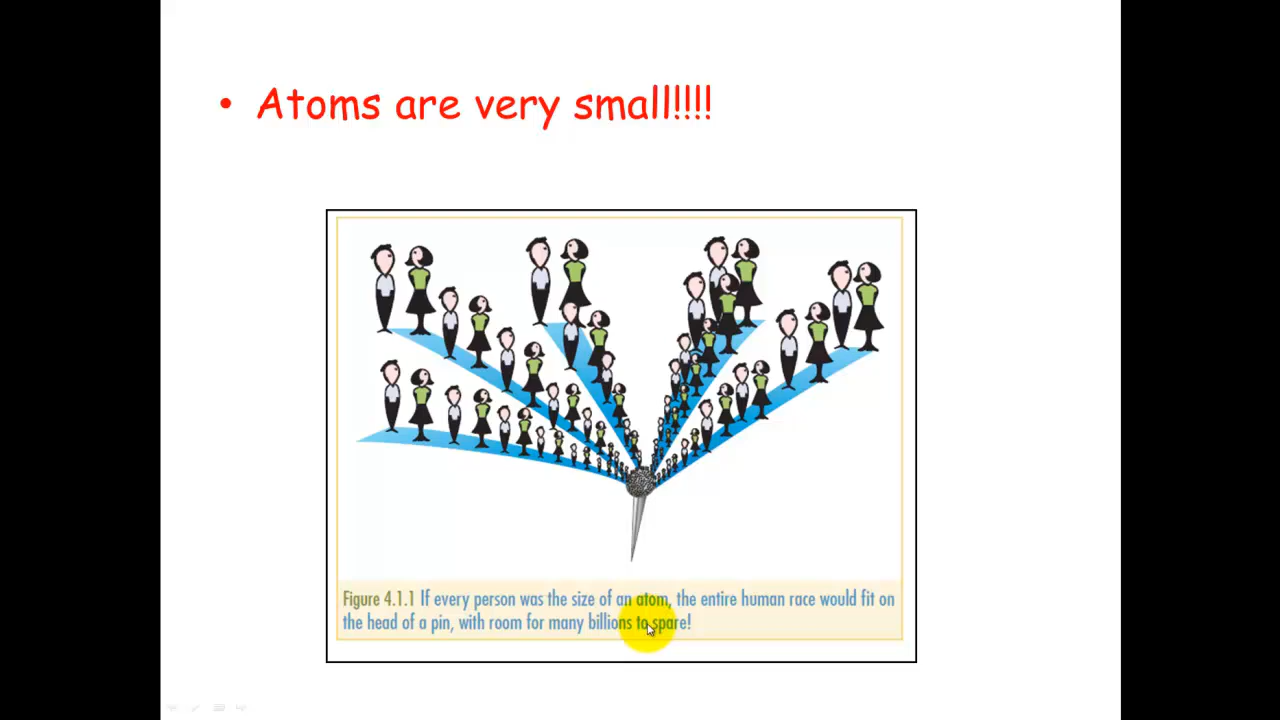 • Atoms are very small!!!!
Figure 4.1.1 If every person was the size of an atom, the entire human race would fit on
the head of a pin, with room for many billions to spare!